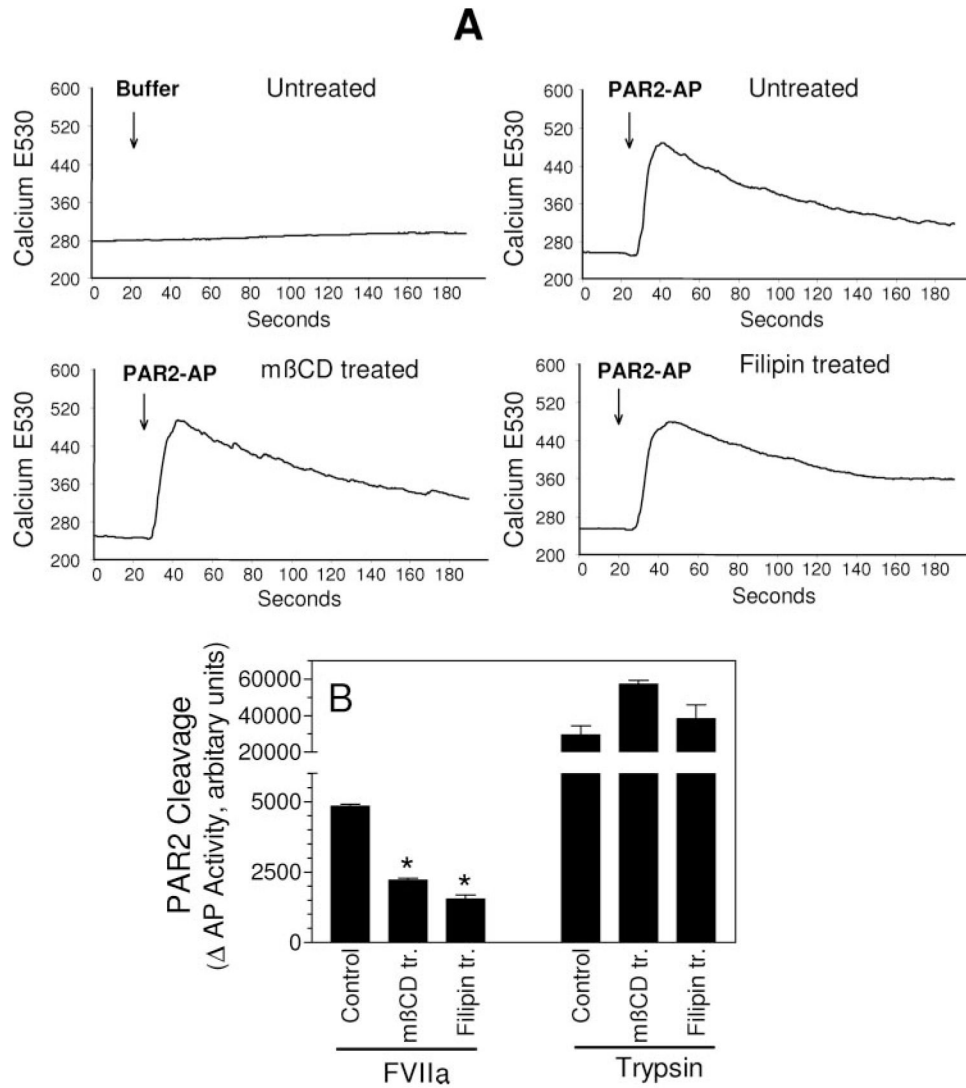 A
Buffer Untreated
Calcium E530
600
520
440
360
280
200
0 20 40 60 80 100 120 140 160 180
Seconds
PAR2-AP Untreated
Calcium E530
600
520
440
360
280
200
0 20 40 60 80 100 120 140 160 180
Seconds
PAR2-AP mßCD treated
Calcium E530
600
520
440
360
280
200
0 20 40 60 80 100 120 140 160 180
Seconds
PAR2-AP Filipin treated
Calcium E530
600
520
440
360
280
200
0 20 40 60 80 100 120 140 160 180
Seconds
B
PAR2 Cleavage
(Δ AP Activity, arbitary units)
60000
40000
20000
5000
2500
0
* *
Control
mßCD tr.
Filipin tr.
Control
mßCD tr.
Filipin tr.
FVIIa Trypsin